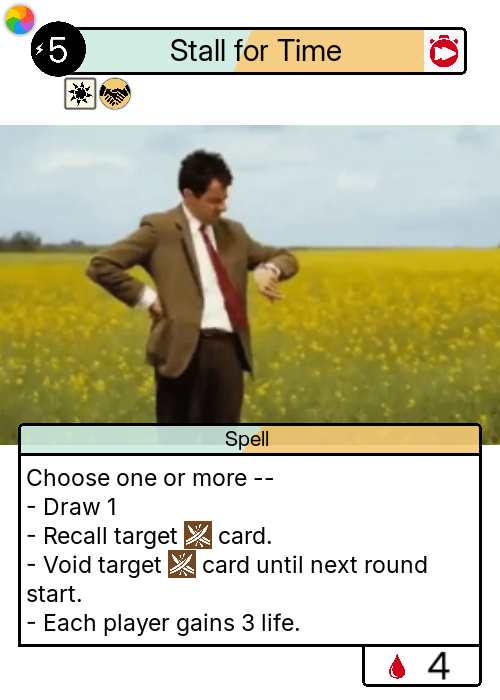 5 Stall for Time
Spell
Choose one or more --
- Draw 1
- Recall target card.
- Void target card until next round
start.
- Each player gains 3 life.
4